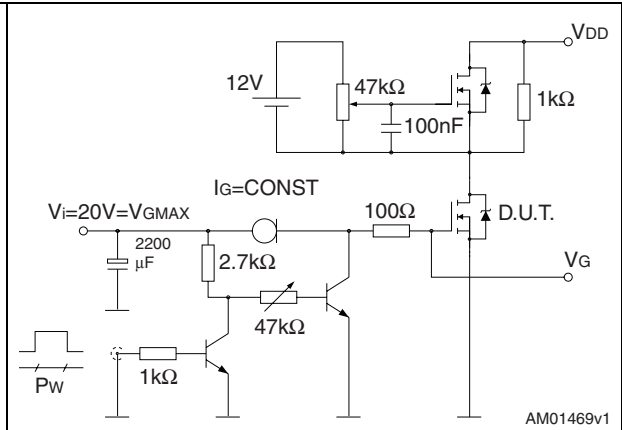 VDD
12V
47kΩ
1kΩ
100nF
IG=CONST
Vi=20V=VGMAX
100Ω
D.U.T.
2200
μF
2.7kΩ
VG
47kΩ
1kΩ
PW
AM01469v1